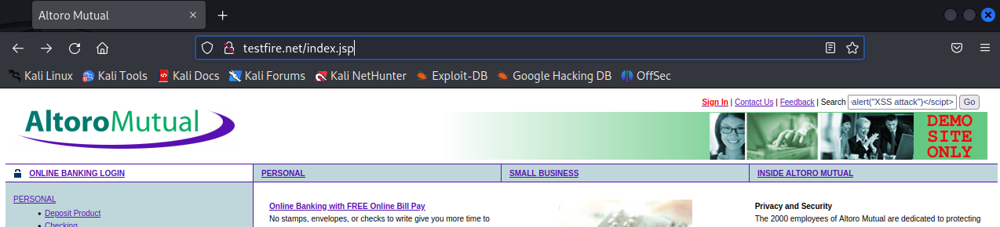 Altoro Mutual
testfire.net/index.jsp
Kali Linux Kali Tools Kali Docs Kali Forums Kali NetHunter Exploit-DB Google Hacking DB OffSec
Sign In | Contact Us | Feedback | Search alert("XSS attack")</scipt> Go
AltoroMutual
DEMO
SITE
ONLY
ONLINE BANKING LOGIN PERSONAL SMALL BUSINESS INSIDE ALTORO MUTUAL
PERSONAL
Deposit Product
Checking
Online Banking with FREE Online Bill Pay
No stamps, envelopes, or checks to write give you more time to
Privacy and Security
The 2000 employees of Altoro Mutual are dedicated to protecting